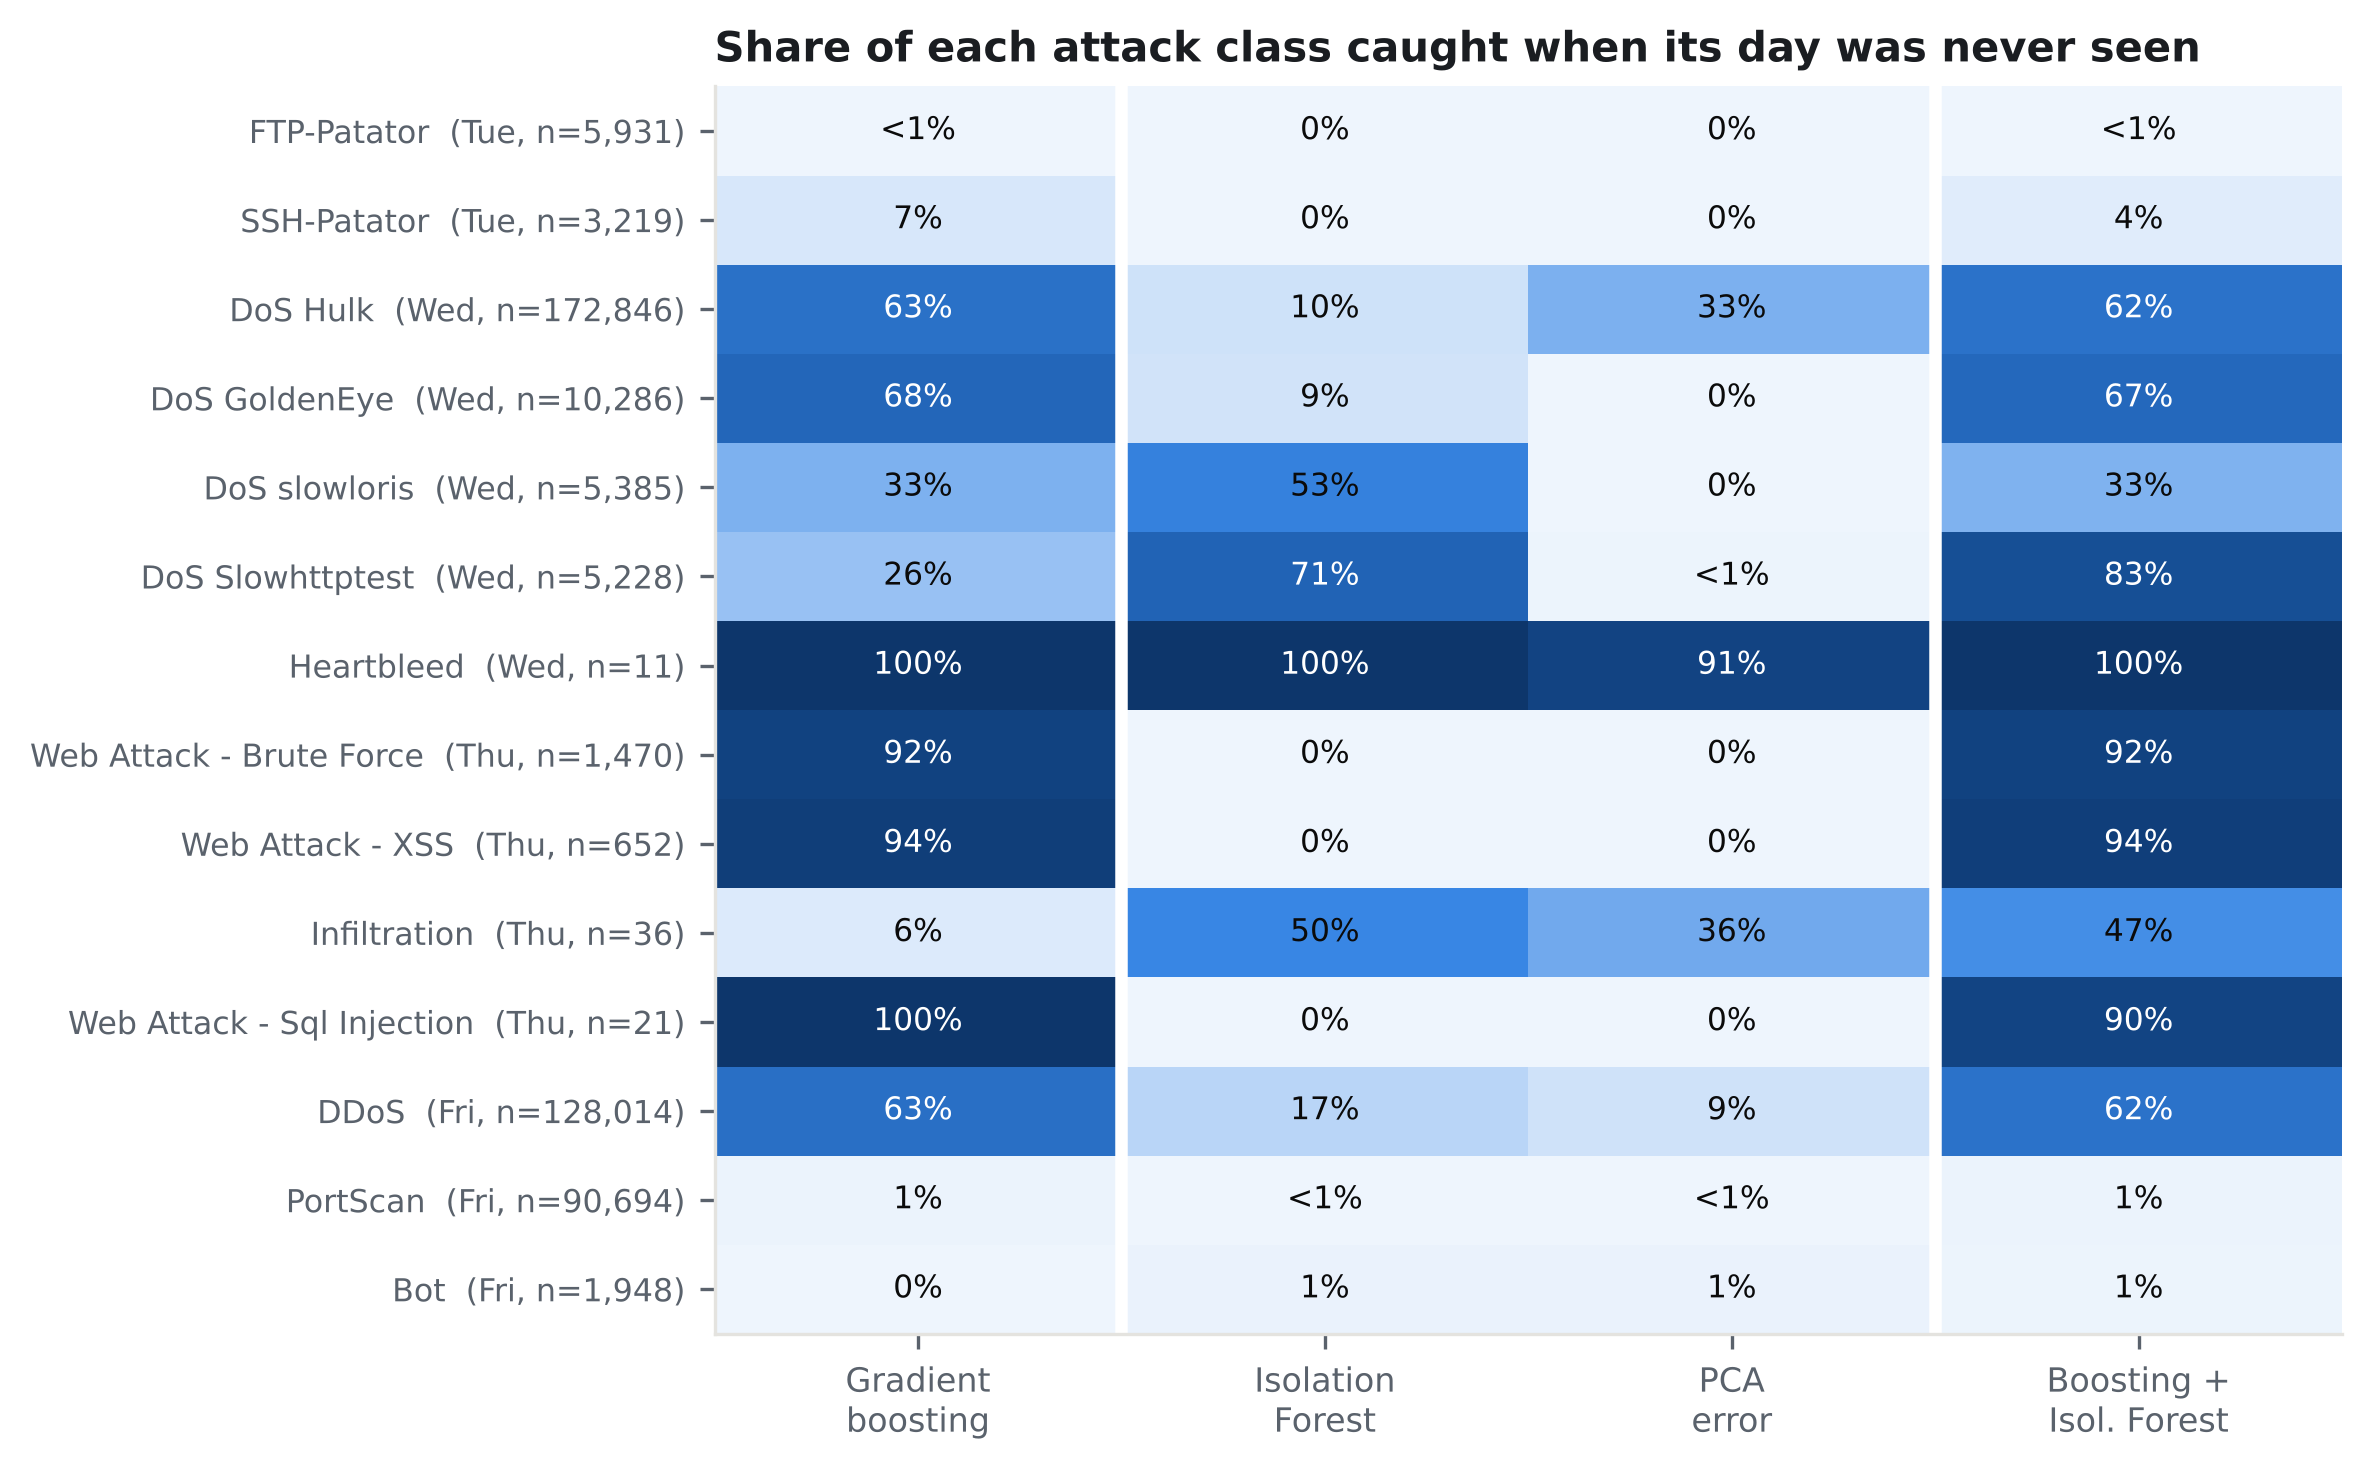 Share of each attack class caught when its day was never seen
FTP-Patator (Tue, n=5,931) <1% 0% 0% <1%
SSH-Patator (Tue, n=3,219) 7% 0% 0% 4%
DoS Hulk (Wed, n=172,846) 63% 10% 33% 62%
DoS GoldenEye (Wed, n=10,286) 68% 9% 0% 67%
DoS slowloris (Wed, n=5,385) 33% 53% 0% 33%
DoS Slowhttptest (Wed, n=5,228) 26% 71% <1% 83%
Heartbleed (Wed, n=11) 100% 100% 91% 100%
Web Attack - Brute Force (Thu, n=1,470) 92% 0% 0% 92%
Web Attack - XSS (Thu, n=652) 94% 0% 0% 94%
Infiltration (Thu, n=36) 6% 50% 36% 47%
Web Attack - Sql Injection (Thu, n=21) 100% 0% 0% 90%
DDoS (Fri, n=128,014) 63% 17% 9% 62%
PortScan (Fri, n=90,694) 1% <1% <1% 1%
Bot (Fri, n=1,948) 0% 1% 1% 1%
Gradient boosting
Isolation Forest
PCA error
Boosting + Isol. Forest